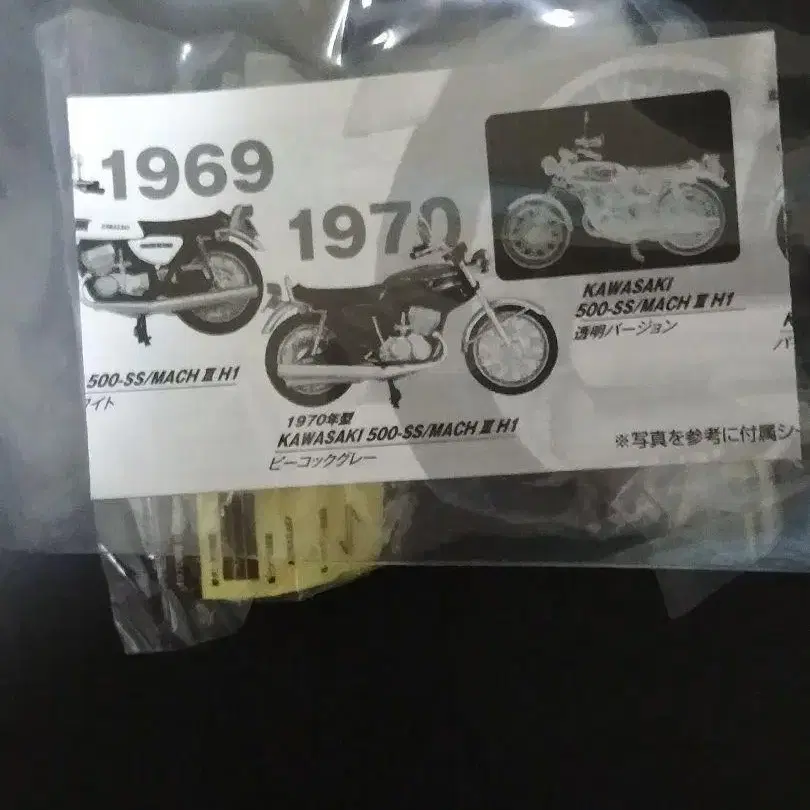 1969
500-SS/MACH Ⅲ H1
イト
1970
1970年型
KAWASAKI 500-SS/MACH Ⅲ H1
ピーコックグレー
KAWASAKI
500-SS/MACH Ⅲ H1
透明バージョン
※写真を参考に付属シー